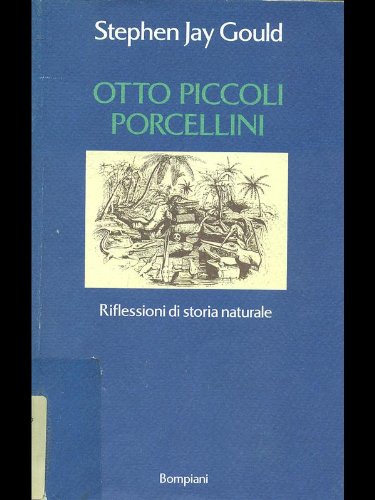 Stephen Jay Gould
OTTO PICCOLI
PORCELLINI
Riflessioni di storia naturale
Bompiani